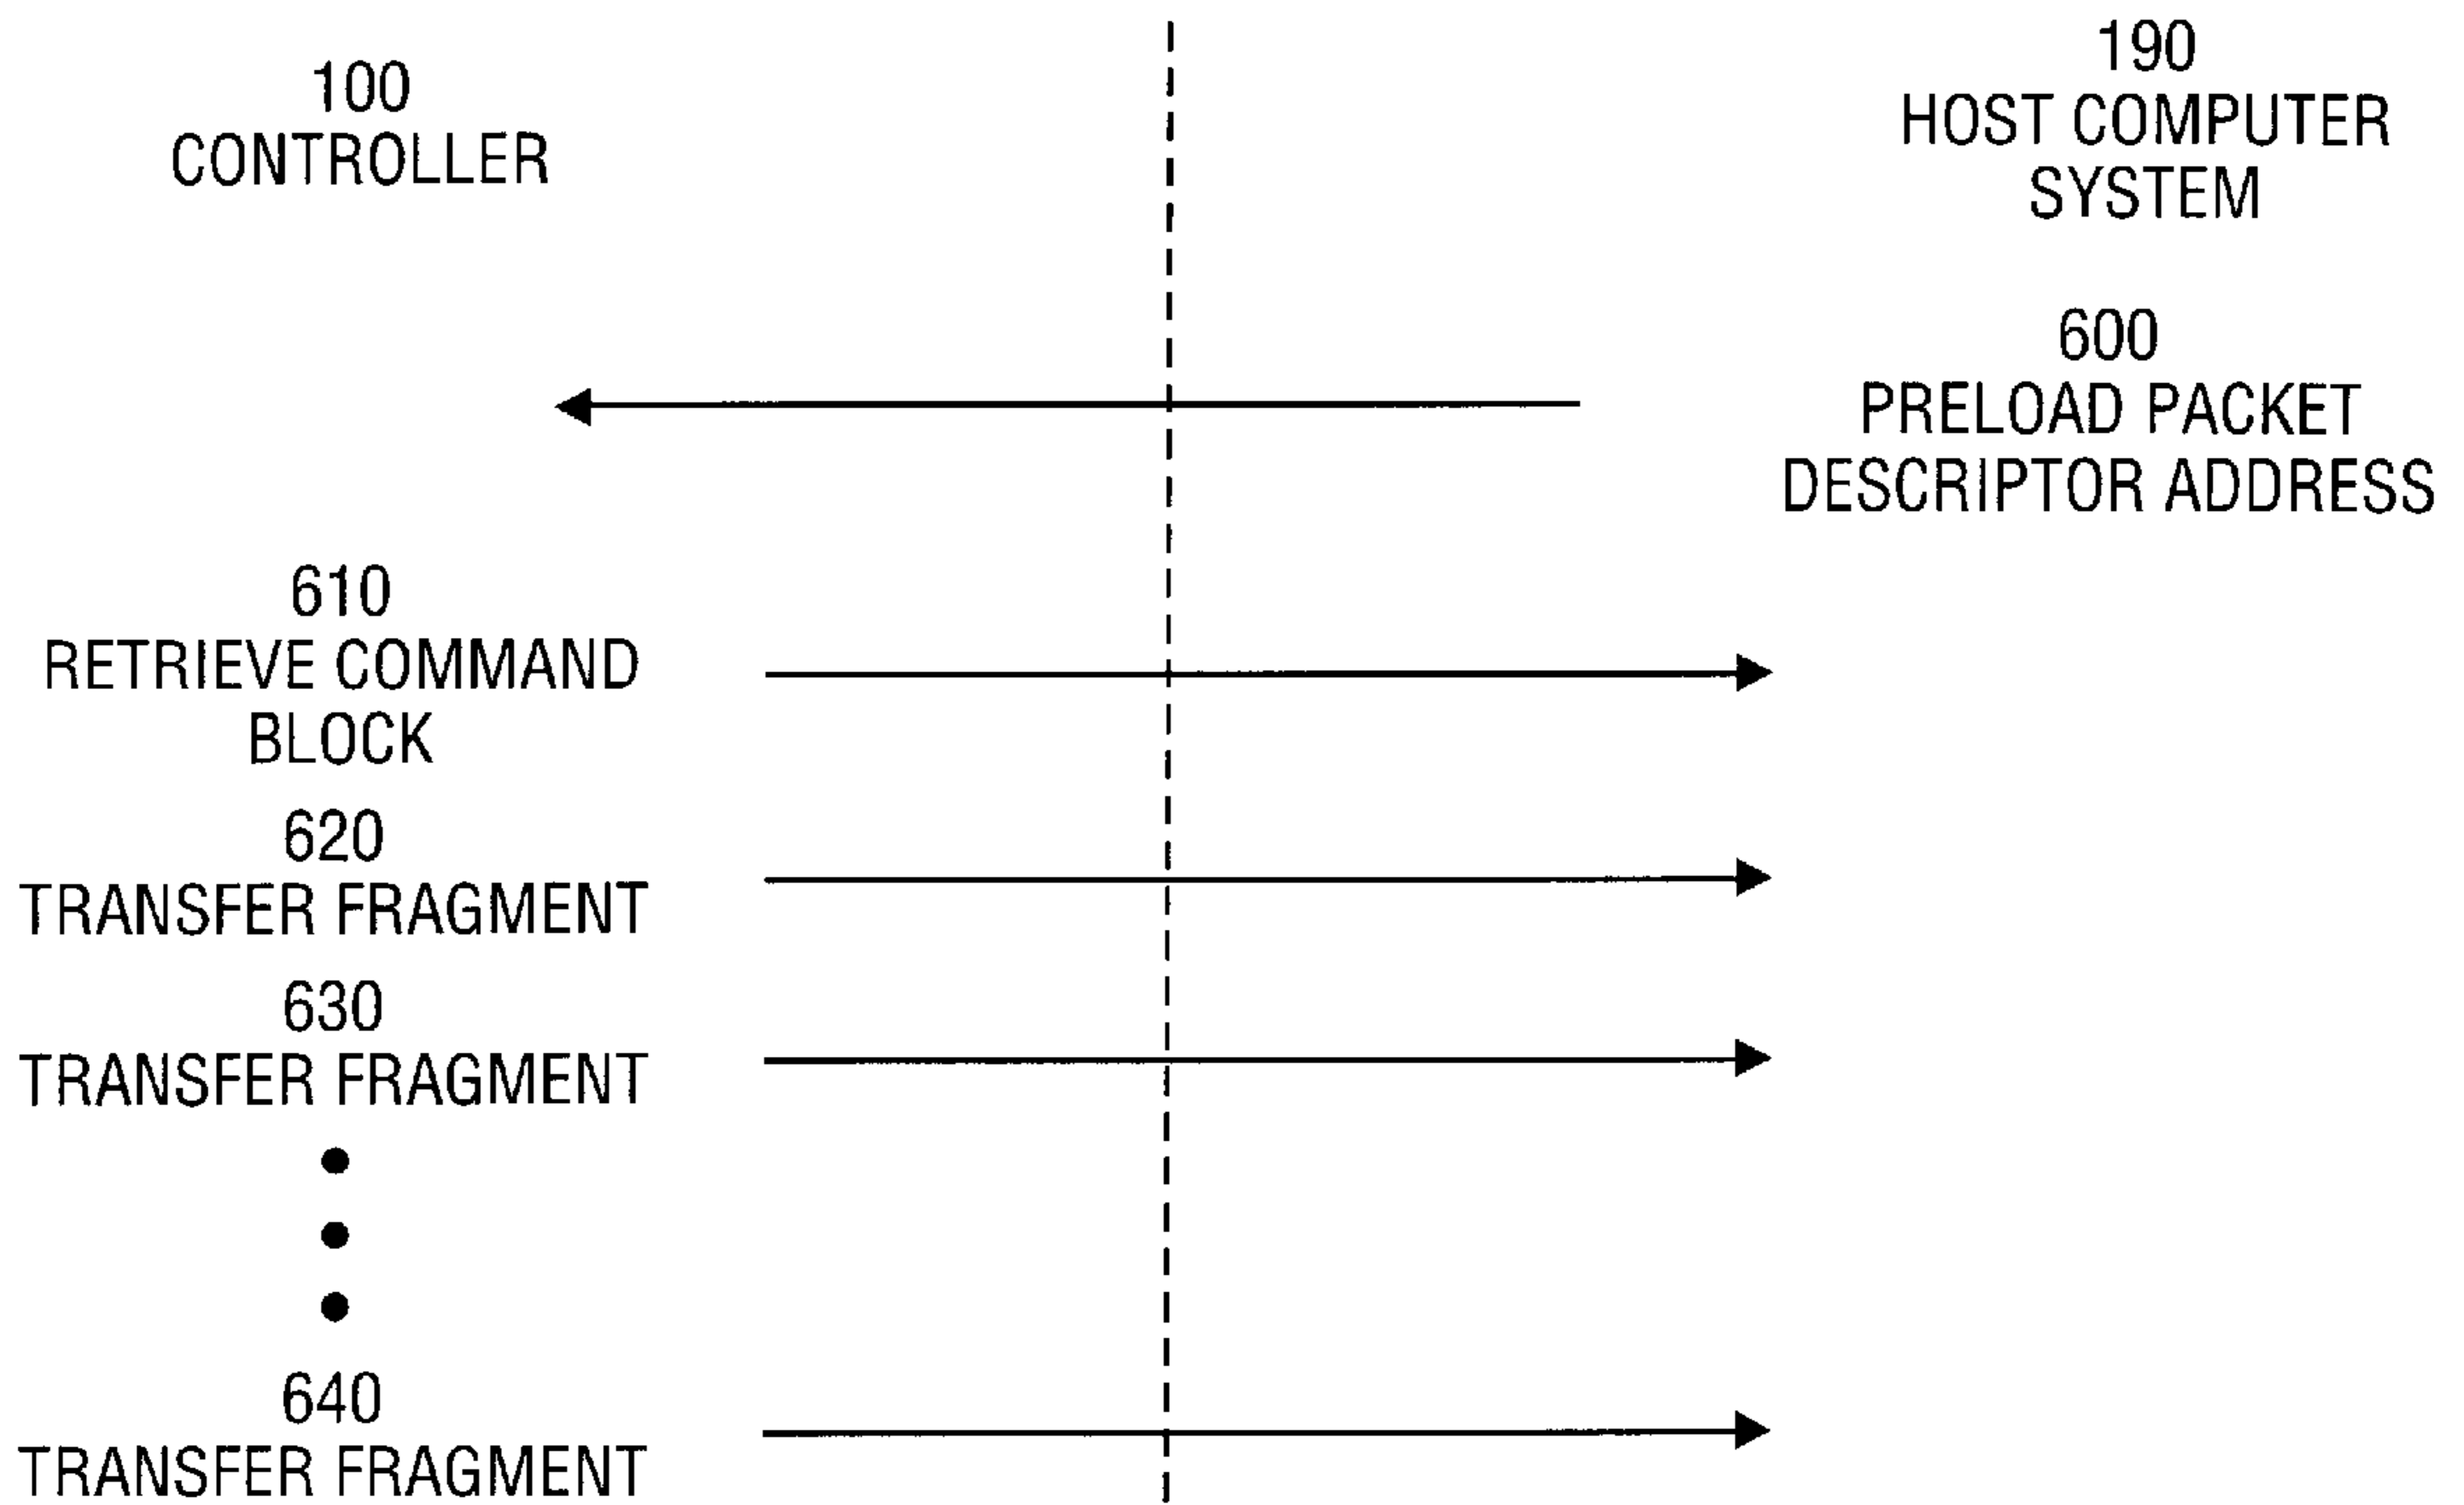 100
CONTROLLER
190
HOST COMPUTER
SYSTEM
600
PRELOAD PACKET
DESCRIPTOR ADDRESS
610
RETRIEVE COMMAND
BLOCK
620
TRANSFER FRAGMENT
630
TRANSFER FRAGMENT
640
TRANSFER FRAGMENT